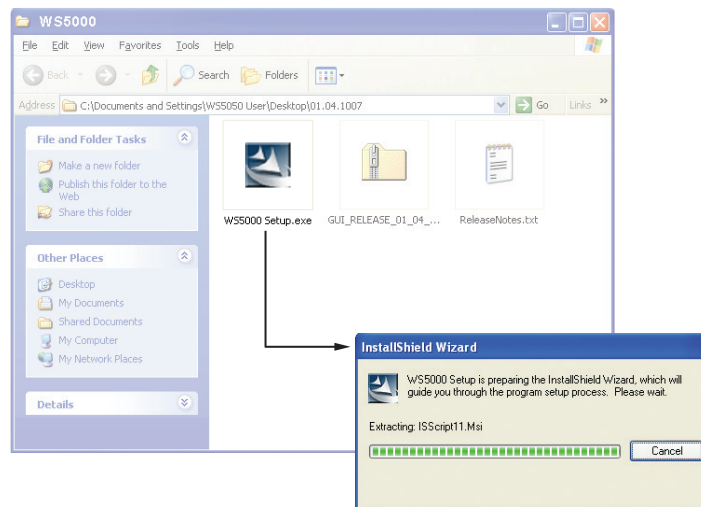 WS5000
File Edit View Favorites Tools Help
Back Search Folders
Address C:\Documents and Settings\WS5050 User\Desktop\01.04.1007 Go Links »
File and Folder Tasks
Make a new folder
Publish this folder to the
Web
Share this folder
Other Places
Desktop
My Documents
Shared Documents
My Computer
My Network Places
Details
WS5000 Setup.exe GUI_RELEASE_01_04_... ReleaseNotes.txt
InstallShield Wizard
WS5000 Setup is preparing the InstallShield Wizard, which will
guide you through the program setup process. Please wait.
Extracting: ISScript11.Msi
Cancel